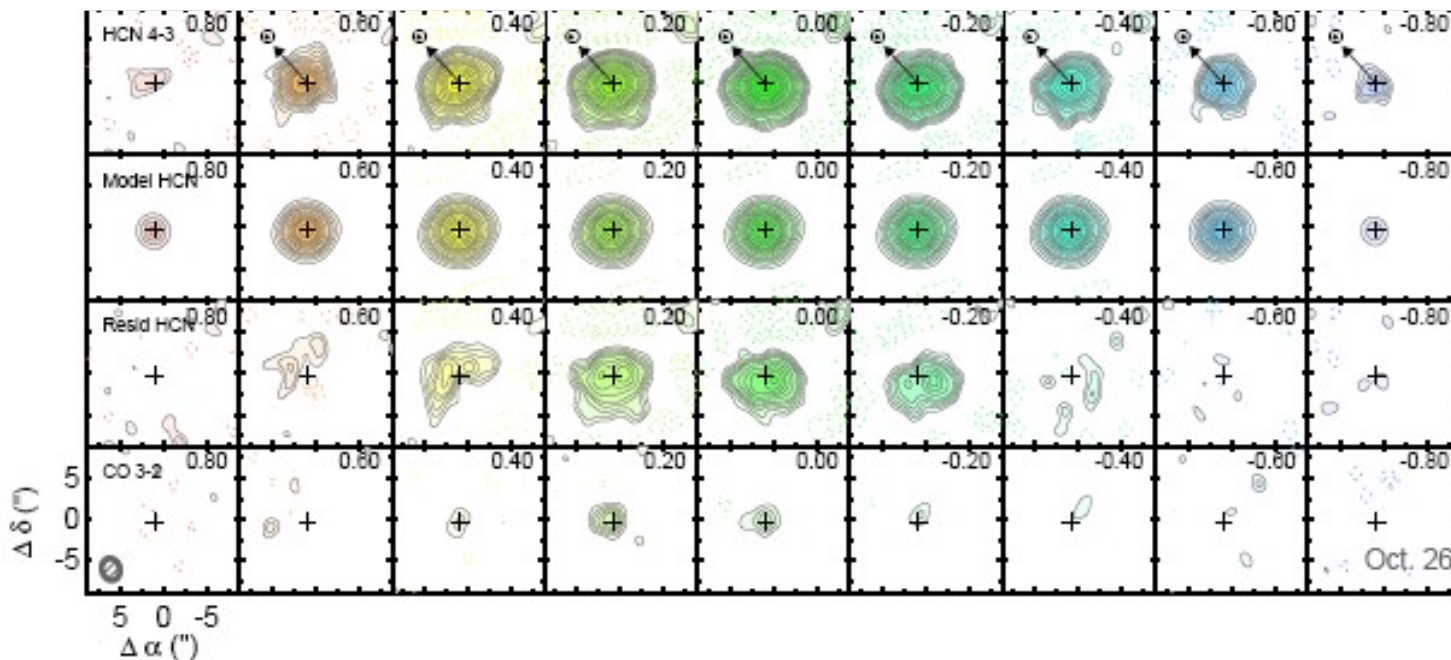 HCN 4-3 0.80 0.60 0.40 0.20 0.00 -0.20 -0.40 -0.60 -0.80
Model HCN 0.80 0.60 0.40 0.20 0.00 -0.20 -0.40 -0.60 -0.80
Resid HCN 0.80 0.60 0.40 0.20 0.00 -0.20 -0.40 -0.60 -0.80
CO 3-2 0.80 0.60 0.40 0.20 0.00 -0.20 -0.40 -0.60 -0.80
5
0
-5
Δ δ (")
Oct. 26
5 0 -5
Δ α (")